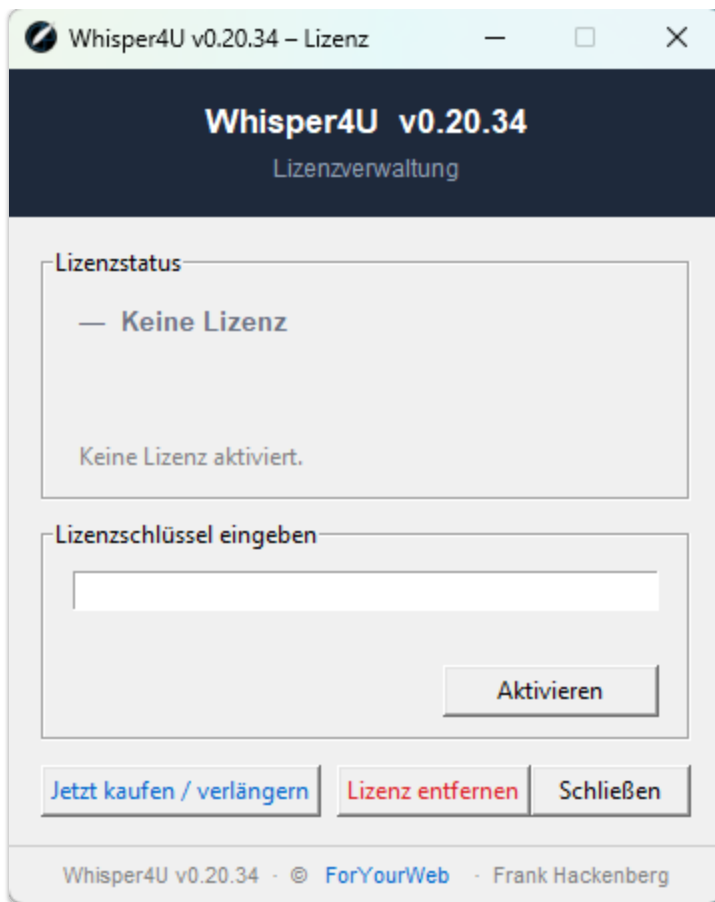 Whisper4U v0.20.34 – Lizenz
Whisper4U v0.20.34
Lizenzverwaltung
Lizenzstatus
— Keine Lizenz
Keine Lizenz aktiviert.
Lizenzschlüssel eingeben
Aktivieren
Jetzt kaufen / verlängern Lizenz entfernen Schließen
Whisper4U v0.20.34 · © ForYourWeb · Frank Hackenberg